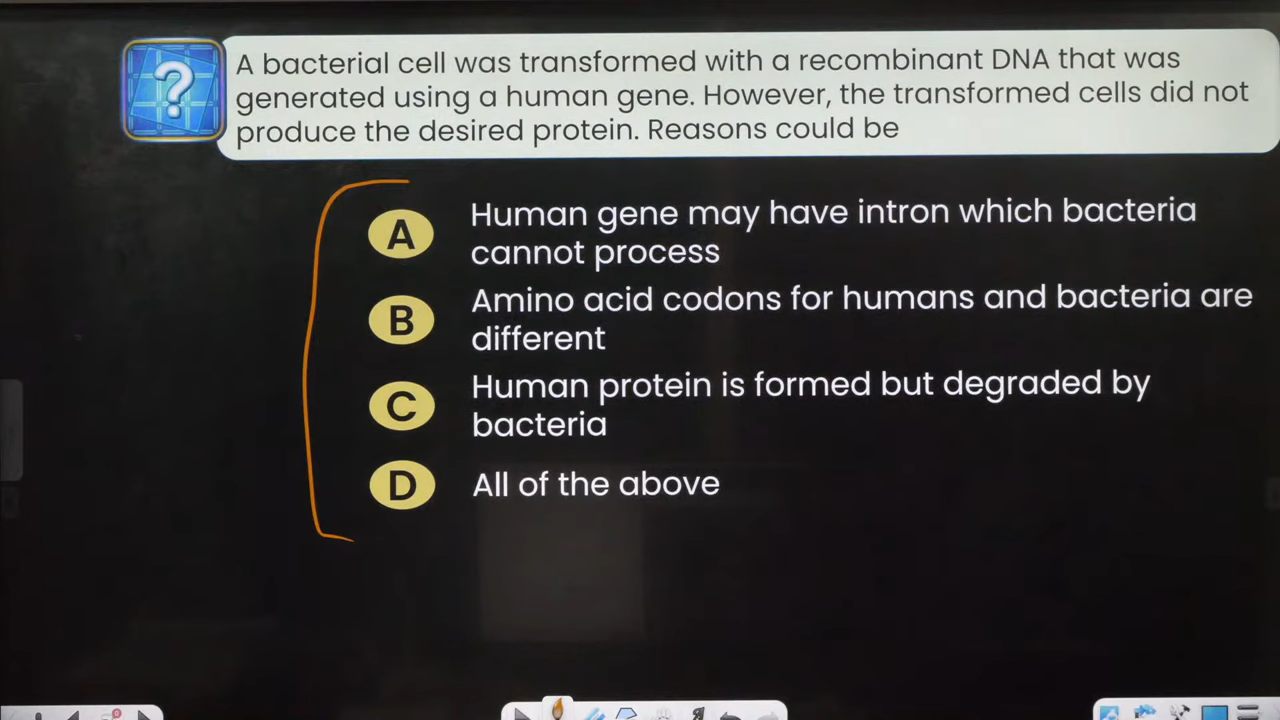 ?
A bacterial cell was transformed with a recombinant DNA that was
generated using a human gene. However, the transformed cells did not
produce the desired protein. Reasons could be
A Human gene may have intron which bacteria
cannot process
B Amino acid codons for humans and bacteria are
different
C Human protein is formed but degraded by
bacteria
D All of the above